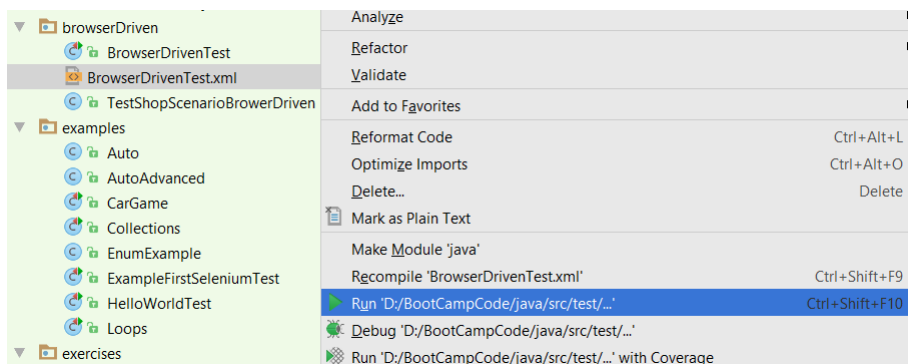 browserDriven
BrowserDrivenTest
BrowserDrivenTest.xml
TestShopScenarioBrowerDriven
examples
Auto
AutoAdvanced
CarGame
Collections
EnumExample
ExampleFirstSeleniumTest
HelloWorldTest
Loops
exercises
Analyze
Refactor
Validate
Add to Favorites
Reformat Code Ctrl+Alt+L
Optimize Imports Ctrl+Alt+O
Delete... Delete
Mark as Plain Text
Make Module 'java'
Recompile 'BrowserDrivenTest.xml' Ctrl+Shift+F9
Run 'D:/BootCampCode/java/src/test/...' Ctrl+Shift+F10
Debug 'D:/BootCampCode/java/src/test/...'
Run 'D:/BootCampCode/java/src/test/...' with Coverage